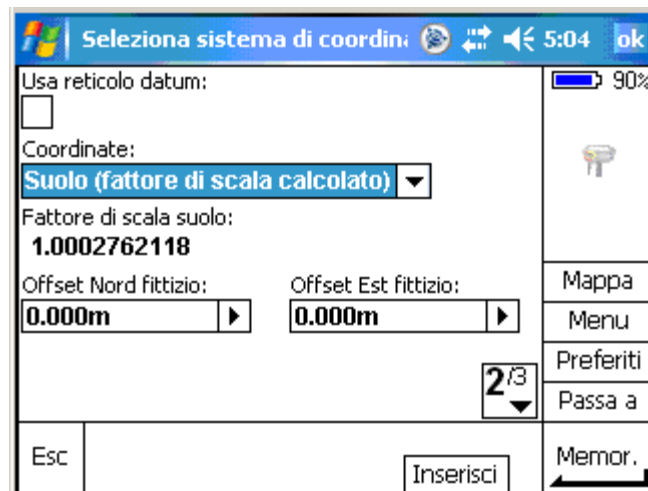 Seleziona sistema di coordin 5:04 ok
Usa reticolo datum:
90%
Coordinate:
Suolo (fattore di scala calcolato)
Fattore di scala suolo:
1.0002762118
Offset Nord fittizio: Offset Est fittizio:
0.000m 0.000m
Mappa
Menu
Preferiti
2/3
Passa a
Esc
Inserisci
Memor.